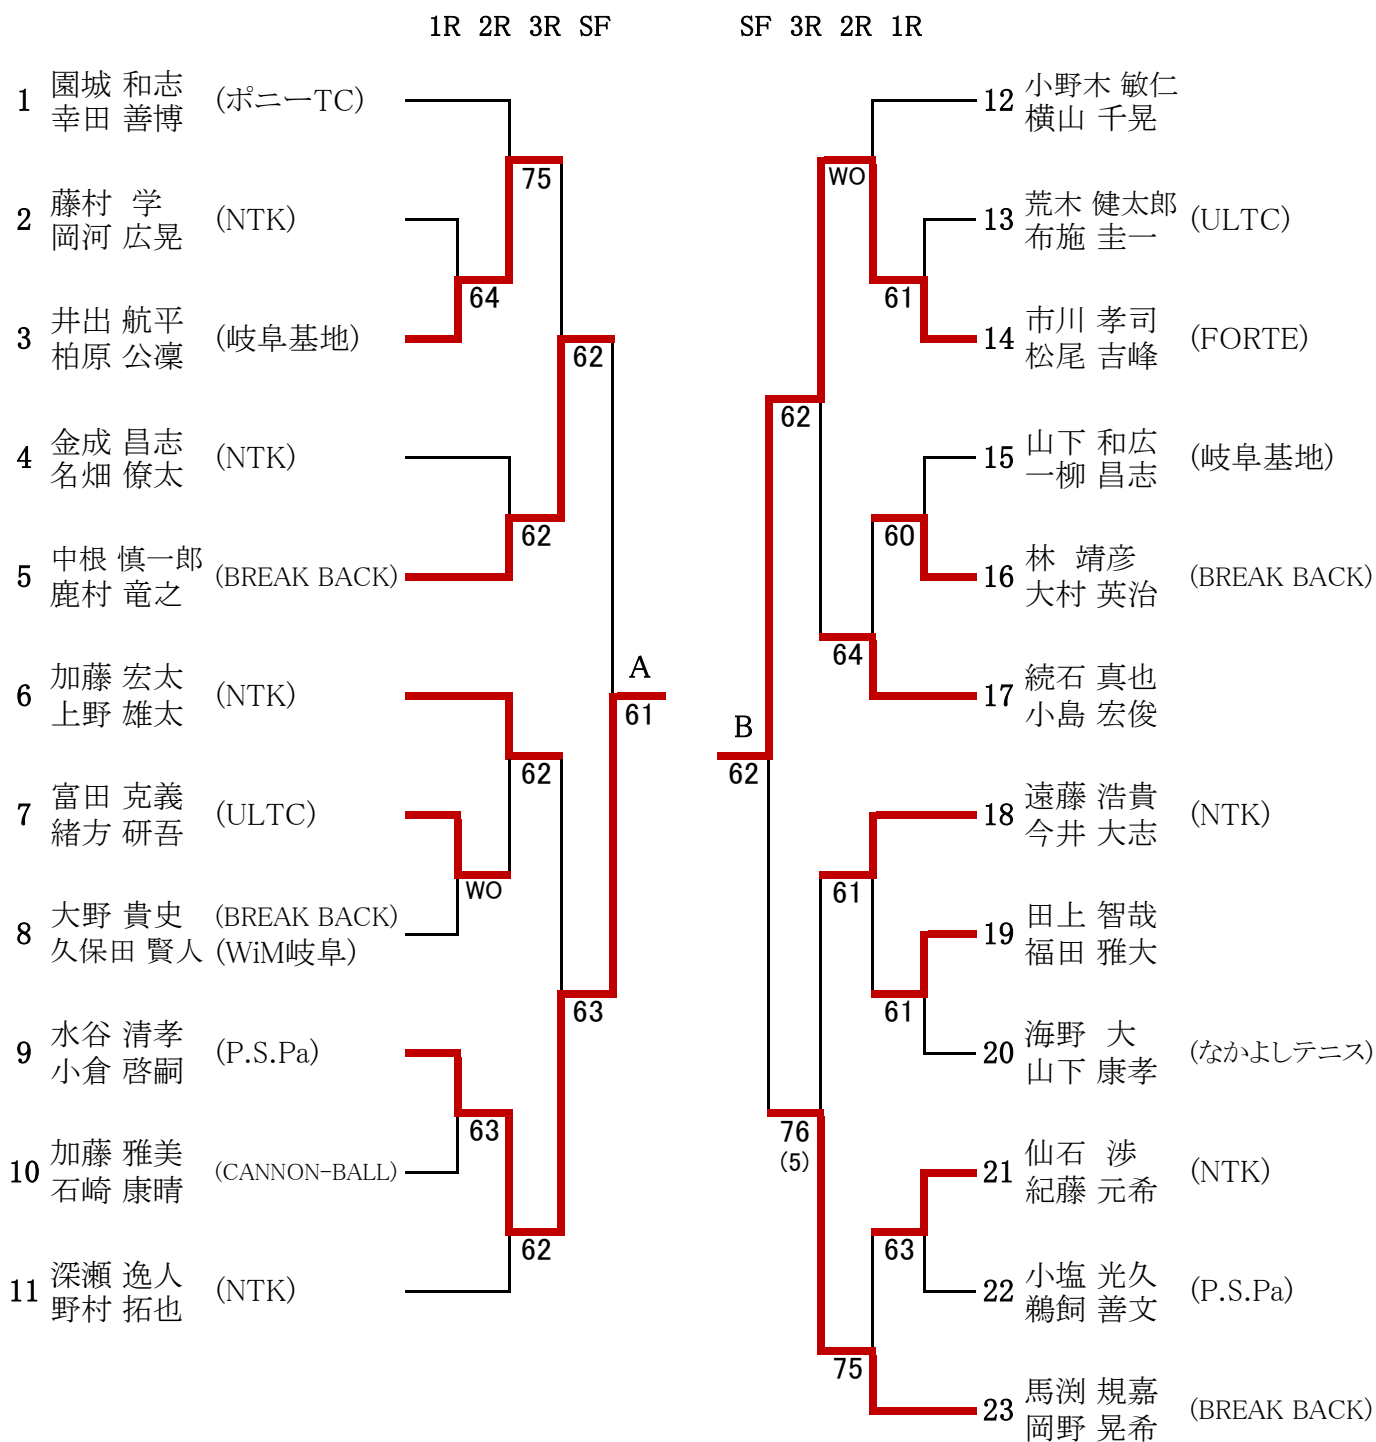 1R 2R 3R SF
SF 3R 2R 1R
1 園城 和志 (ポニーTC)
幸田 善博
2 藤村 学 (NTK)
岡河 広晃
3 井出 航平 (岐阜基地)
柏原 公凜
4 金成 昌志 (NTK)
名畑 僚太
5 中根 慎一郎 (BREAK BACK)
鹿村 竜之
6 加藤 宏太 (NTK)
上野 雄太
7 富田 克義 (ULTC)
緒方 研吾
8 大野 貴史 (BREAK BACK)
久保田 賢人 (WiM岐阜)
9 水谷 清孝 (P.S.Pa)
小倉 啓嗣
10 加藤 雅美 (CANNON-BALL)
石崎 康晴
11 深瀬 逸人 (NTK)
野村 拓也
75
64
62
62
A
61
62
WO
63
63
62
12 小野木 敏仁
横山 千晃
13 荒木 健太郎 (ULTC)
布施 圭一
14 市川 孝司 (FORTE)
松尾 吉峰
15 山下 和広 (岐阜基地)
一柳 昌志
16 林 靖彦 (BREAK BACK)
大村 英治
17 続石 真也
小島 宏俊
18 遠藤 浩貴 (NTK)
今井 大志
19 田上 智哉
福田 雅大
20 海野 大 (なかよしテニス)
山下 康孝
21 仙石 渉 (NTK)
紀藤 元希
22 小塩 光久 (P.S.Pa)
鵜飼 善文
23 馬渕 規嘉 (BREAK BACK)
岡野 晃希
WO
61
62
60
64
B
62
61
61
76
(5)
63
75